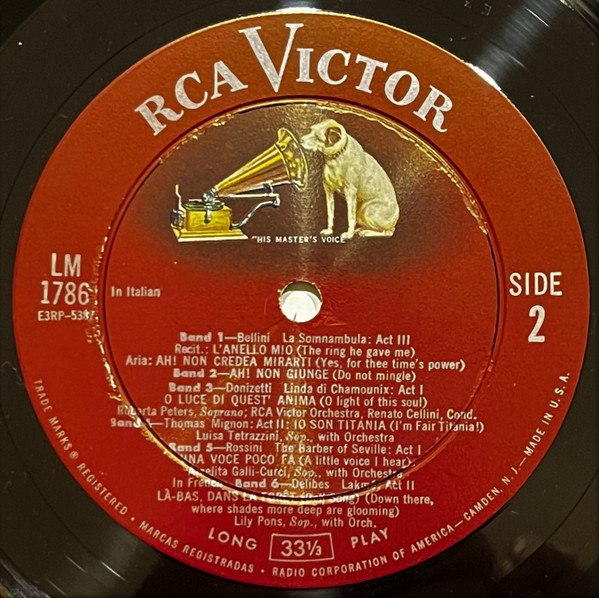 RCA VICTOR
"HIS MASTER'S VOICE"
LM
1786
E3RP-538
In Italian
SIDE
2
Band 1—Bellini La Somnambula: Act III
Recit.: L'ANELLO MIO (The ring he gave me)
Aria: AH! NON CREDEA MIRARTI (Yes, for thee time's power)
Band 2—AH! NON GIUNGE (Do not mingle)
Band 3—Donizetti Linda di Chamounix: Act I
O LUCE DI QUEST' ANIMA (O light of this soul)
Roberta Peters, Soprano; RCA Victor Orchestra, Renato Cellini, Cond.
Band 4—Thomas Mignon: Act II: IO SON TITANIA (I'm Fair Titania!)
Luisa Tetrazzini, Sop., with Orchestra
Band 5—Rossini The Barber of Seville: Act I
UNA VOCE POCO FA (A little voice I hear)
Amelita Galli-Curci, Sop., with Orchestra
In French Band 6—Delibes Lakmé: Act II
LÀ-BAS, DANS LA FORÊT (Bell Song) (Down there,
where shades more deep are glooming)
Lily Pons, Sop., with Orch.
LONG 33⅓ PLAY
TRADE MARKS ® REGISTERED • MARCAS REGISTRADAS • RADIO CORPORATION OF AMERICA—CAMDEN, N.J.—MADE IN U.S.A.